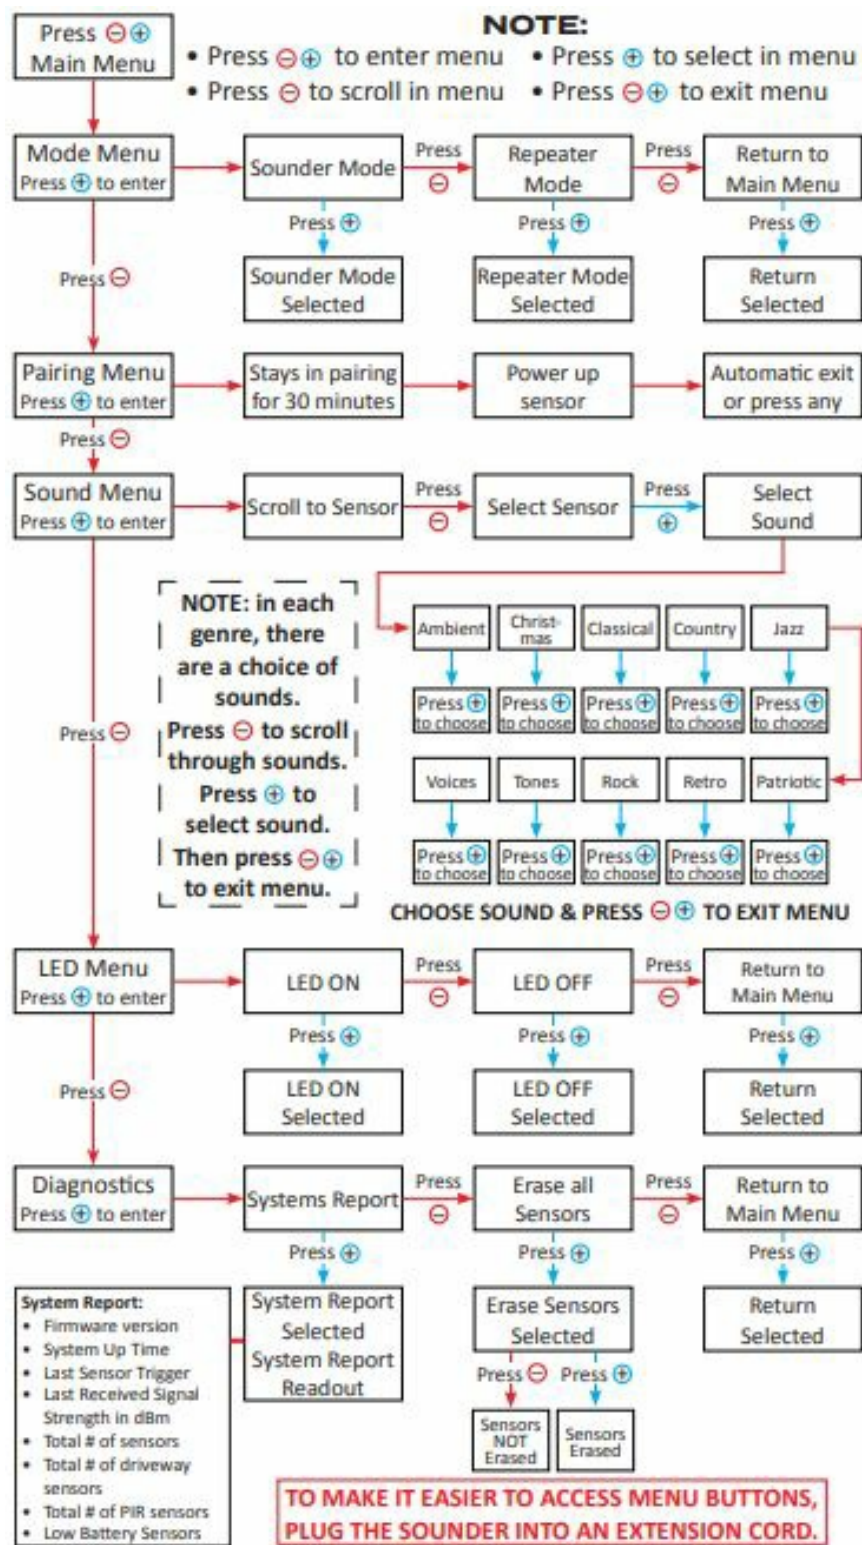 NOTE:
Press ⊖⊕
Main Menu
• Press ⊖⊕ to enter menu
• Press ⊕ to select in menu
• Press ⊖ to scroll in menu
• Press ⊖⊕ to exit menu
Mode Menu
Press ⊕ to enter
Sounder Mode
Press
⊖
Repeater
Mode
Press
⊖
Return to
Main Menu
Press ⊕
Press ⊕
Press ⊕
Sounder Mode
Selected
Repeater Mode
Selected
Return
Selected
Press ⊖
Pairing Menu
Press ⊕ to enter
Stays in pairing
for 30 minutes
Power up
sensor
Automatic exit
or press any
Press ⊖
Sound Menu
Press ⊕ to enter
Scroll to Sensor
Press
⊖
Select Sensor
Press
⊕
Select
Sound
NOTE: in each
genre, there
are a choice of
sounds.
Press ⊖ to scroll
through sounds.
Press ⊕ to
select sound.
Then press ⊖⊕
to exit menu.
Ambient
Christ-
mas
Classical
Country
Jazz
Press ⊕
to choose
Press ⊕
to choose
Press ⊕
to choose
Press ⊕
to choose
Press ⊕
to choose
Press ⊖
Voices
Tones
Rock
Retro
Patriotic
Press ⊕
to choose
Press ⊕
to choose
Press ⊕
to choose
Press ⊕
to choose
Press ⊕
to choose
CHOOSE SOUND & PRESS ⊖⊕ TO EXIT MENU
LED Menu
Press ⊕ to enter
LED ON
Press
⊖
LED OFF
Press
⊖
Return to
Main Menu
Press ⊕
Press ⊕
Press ⊕
LED ON
Selected
LED OFF
Selected
Return
Selected
Press ⊖
Diagnostics
Press ⊕ to enter
Systems Report
Press
⊖
Erase all
Sensors
Press
⊖
Return to
Main Menu
Press ⊕
Press ⊕
Press ⊕
System Report
Selected
System Report
Readout
Erase Sensors
Selected
Return
Selected
Press ⊖
Press ⊕
Sensors
NOT
Erased
Sensors
Erased
System Report:
• Firmware version
• System Up Time
• Last Sensor Trigger
• Last Received Signal
Strength in dBm
• Total # of sensors
• Total # of driveway
sensors
• Total # of PIR sensors
• Low Battery Sensors
TO MAKE IT EASIER TO ACCESS MENU BUTTONS,
PLUG THE SOUNDER INTO AN EXTENSION CORD.